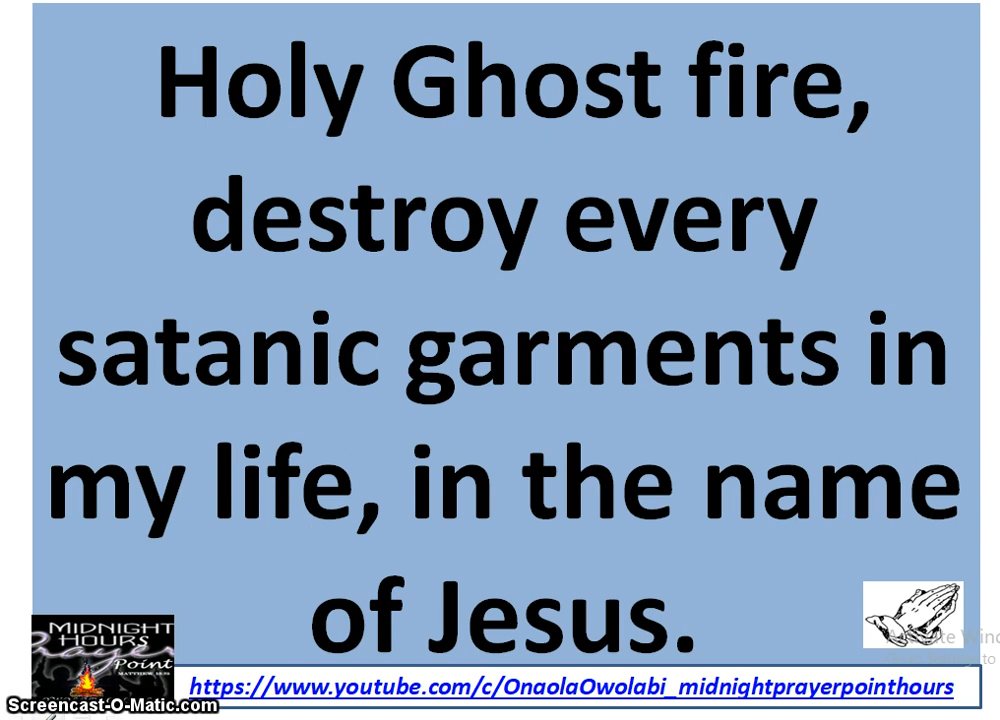 Holy Ghost fire,
destroy every
satanic garments in
my life, in the name
of Jesus.
MIDNIGHT
HOURS
Prayer
Point
https://www.youtube.com/c/OnaolaOwolabi_midnightprayerpointhours
Screencast-O-Matic.com